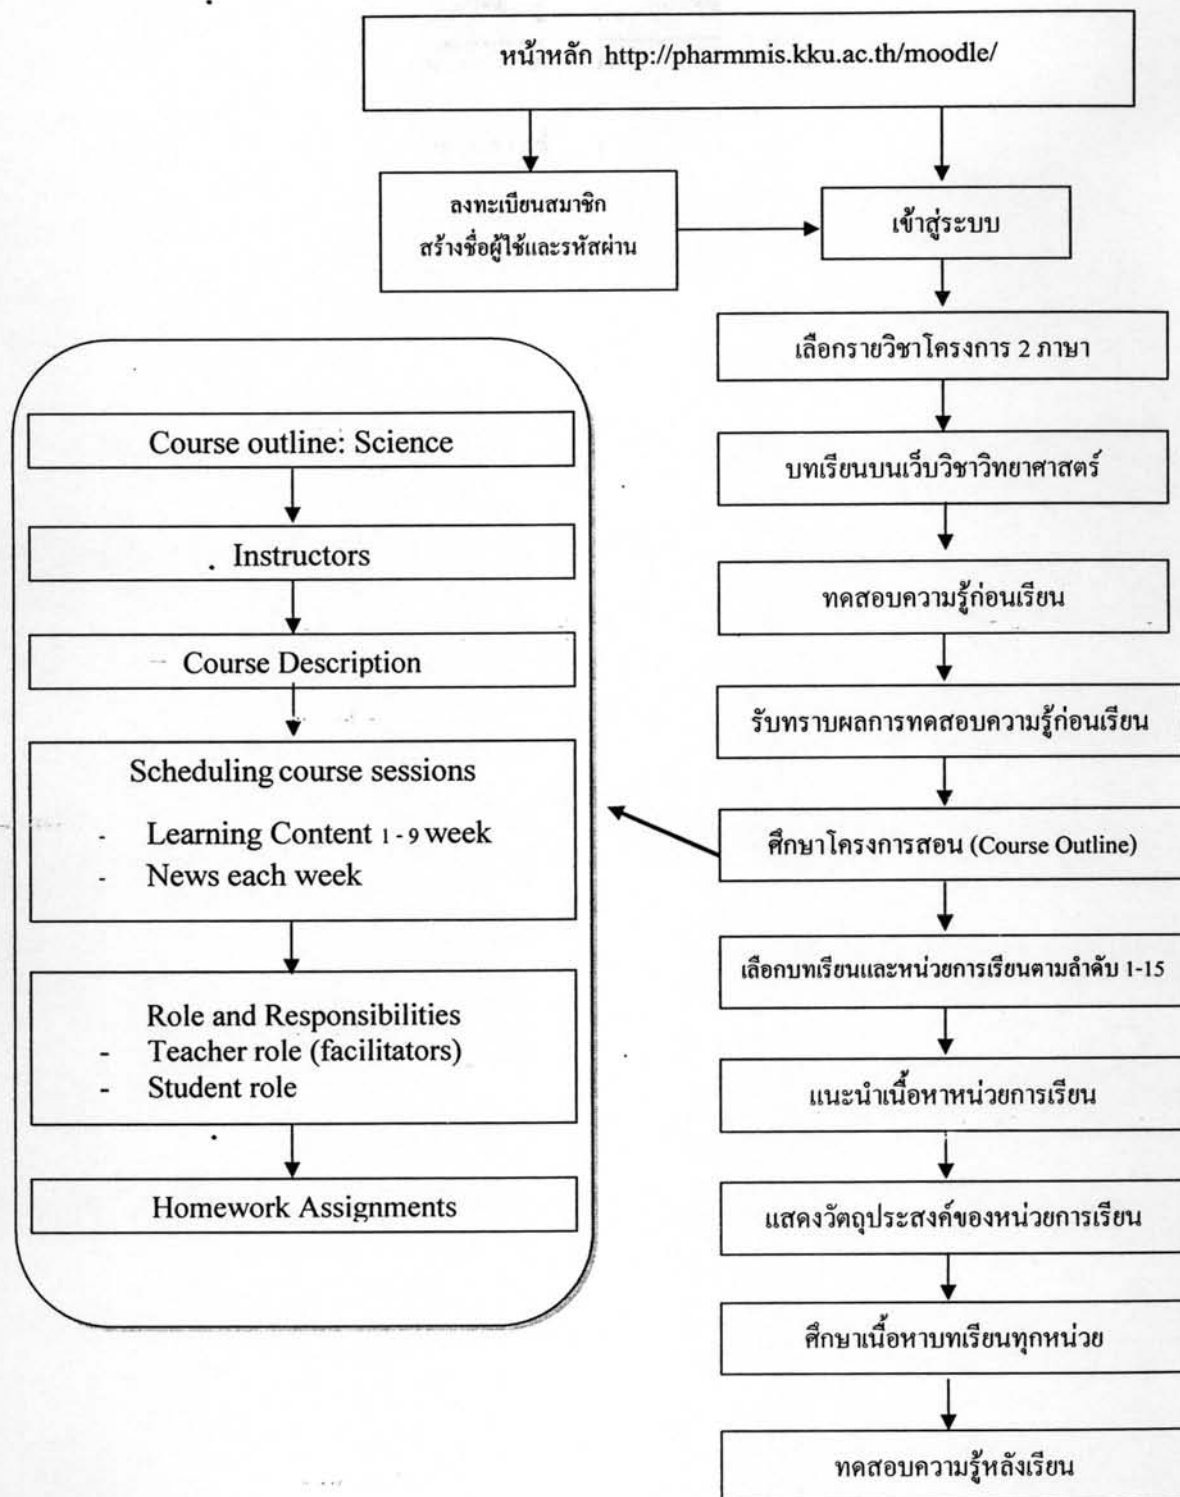 หน้าหลัก http://pharmmis.kku.ac.th/moodle/
ลงทะเบียนสมาชิก
สร้างชื่อผู้ใช้และรหัสผ่าน
เข้าสู่ระบบ
เลือกรายวิชาโครงการ 2 ภาษา
บทเรียนบนเว็บวิชาวิทยาศาสตร์
ทดสอบความรู้ก่อนเรียน
รับทราบผลการทดสอบความรู้ก่อนเรียน
ศึกษาโครงการสอน (Course Outline)
เลือกบทเรียนและหน่วยการเรียนตามลำดับ 1-15
แนะนำเนื้อหาหน่วยการเรียน
แสดงวัตถุประสงค์ของหน่วยการเรียน
ศึกษาเนื้อหาบทเรียนทุกหน่วย
ทดสอบความรู้หลังเรียน
Course outline: Science
Instructors
Course Description
Scheduling course sessions
- Learning Content 1 - 9 week
- News each week
Role and Responsibilities
- Teacher role (facilitators)
- Student role
Homework Assignments